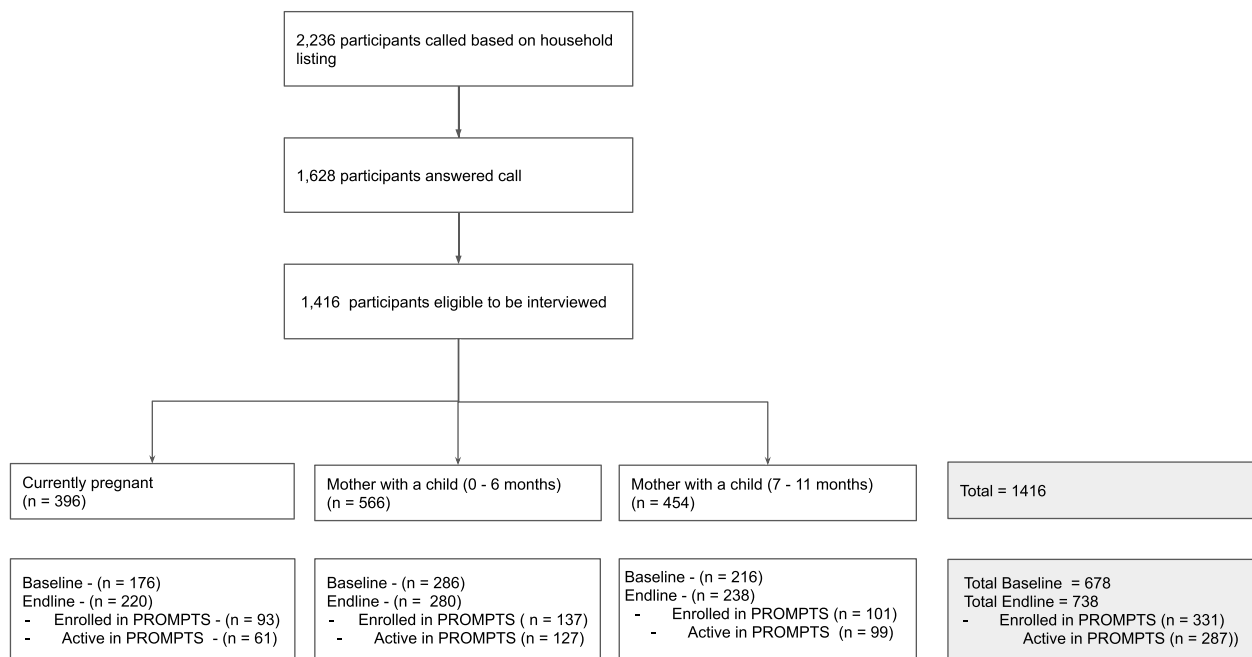 2,236 participants called based on household
listing
1,628 participants answered call
1,416 participants eligible to be interviewed
Currently pregnant
(n = 396)
Mother with a child (0 - 6 months)
(n = 566)
Mother with a child (7 - 11 months)
(n = 454)
Total = 1416
Baseline - (n = 176)
Endline - (n = 220)
- Enrolled in PROMPTS - (n = 93)
- Active in PROMPTS - (n = 61)
Baseline - (n = 286)
Endline - (n = 280)
- Enrolled in PROMPTS ( n = 137)
- Active in PROMPTS (n = 127)
Baseline - (n = 216)
Endline - (n = 238)
- Enrolled in PROMPTS (n = 101)
- Active in PROMPTS (n = 99)
Total Baseline = 678
Total Endline = 738
- Enrolled in PROMPTS (n = 331)
Active in PROMPTS (n = 287))